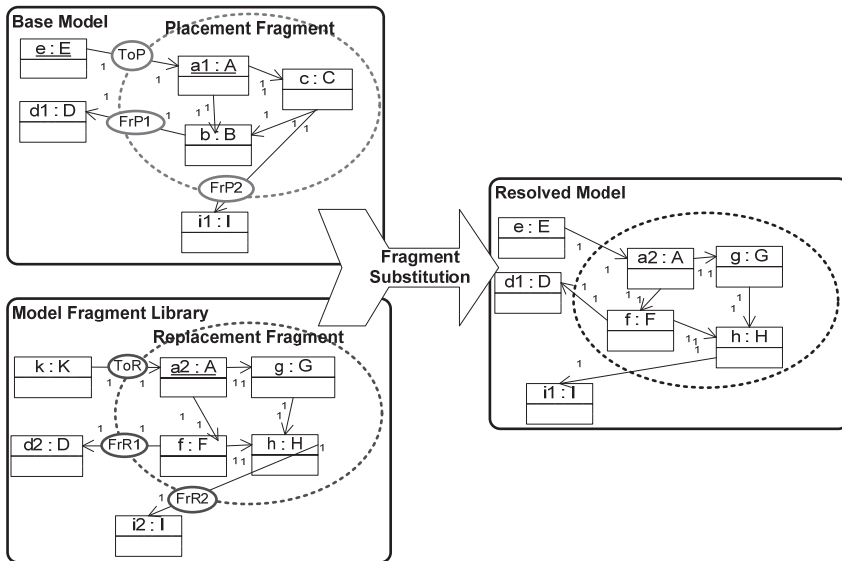 Base Model
Placement Fragment
e : E
ToP
1
1
a1 : A
1
1
c : C
d1 : D
1
FrP1
1
1
1
1
1
1
b : B
FrP2
1
i1 : I
Fragment
Substitution
Model Fragment Library
Replacement Fragment
k : K
ToR
1
1
a2 : A
1 1
g : G
1
1
1
1
d2 : D
1
FrR1
1
f : F
1
1
h : H
1
FrR2
1
i2 : I
Resolved Model
e : E
1
1
a2 : A
1 1
g : G
d1 : D
1
1
1
1
1
1
f : F
1
1
h : H
1
1
i1 : I